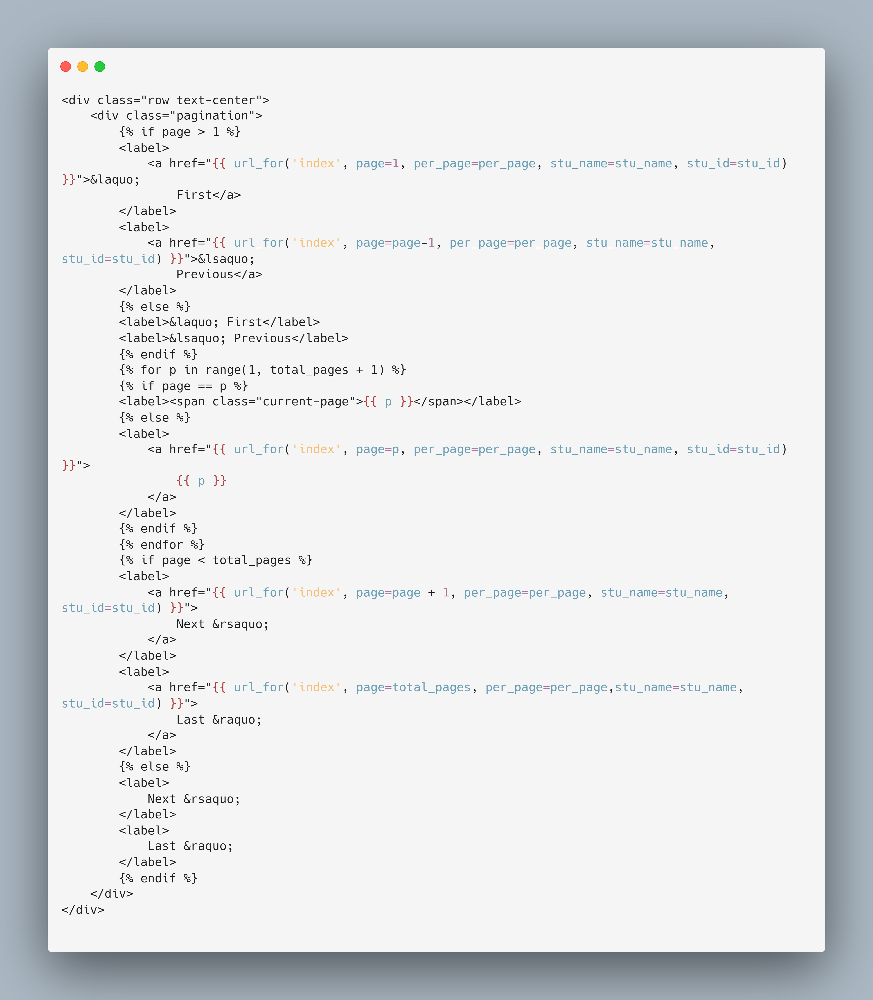 <div class="row text-center">
    <div class="pagination">
        {% if page > 1 %}
        <label>
            <a href="{{ url_for('index', page=1, per_page=per_page, stu_name=stu_name, stu_id=stu_id)
}}">&laquo;
                First</a>
        </label>
        <label>
            <a href="{{ url_for('index', page=page-1, per_page=per_page, stu_name=stu_name,
stu_id=stu_id) }}">&lsaquo;
                Previous</a>
        </label>
        {% else %}
        <label>&laquo; First</label>
        <label>&lsaquo; Previous</label>
        {% endif %}
        {% for p in range(1, total_pages + 1) %}
        {% if page == p %}
        <label><span class="current-page">{{ p }}</span></label>
        {% else %}
        <label>
            <a href="{{ url_for('index', page=p, per_page=per_page, stu_name=stu_name, stu_id=stu_id)
}}">
                {{ p }}
            </a>
        </label>
        {% endif %}
        {% endfor %}
        {% if page < total_pages %}
        <label>
            <a href="{{ url_for('index', page=page + 1, per_page=per_page, stu_name=stu_name,
stu_id=stu_id) }}">
                Next &rsaquo;
            </a>
        </label>
        <label>
            <a href="{{ url_for('index', page=total_pages, per_page=per_page,stu_name=stu_name,
stu_id=stu_id) }}">
                Last &raquo;
            </a>
        </label>
        {% else %}
        <label>
            Next &rsaquo;
        </label>
        <label>
            Last &raquo;
        </label>
        {% endif %}
    </div>
</div>